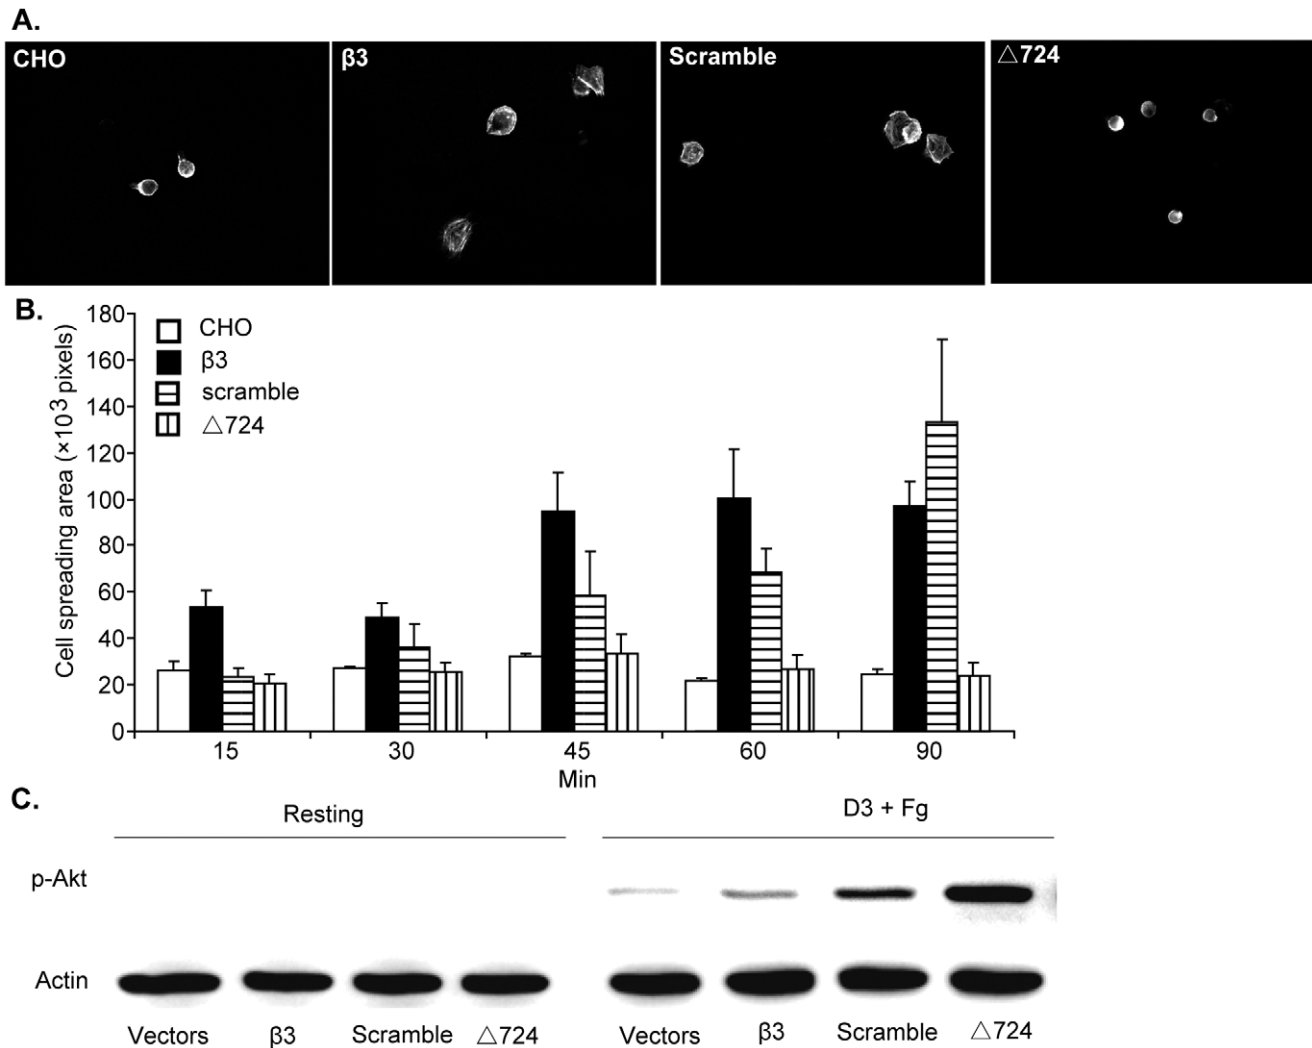 A.
CHO
β3
Scramble
△724
B.
Cell spreading area (×10³ pixels)
180
160
140
120
100
80
60
40
20
0
CHO
β3
scramble
△724
15 30 45 60 90
Min
C.
Resting D3 + Fg
p-Akt
Actin
Vectors β3 Scramble △724 Vectors β3 Scramble △724